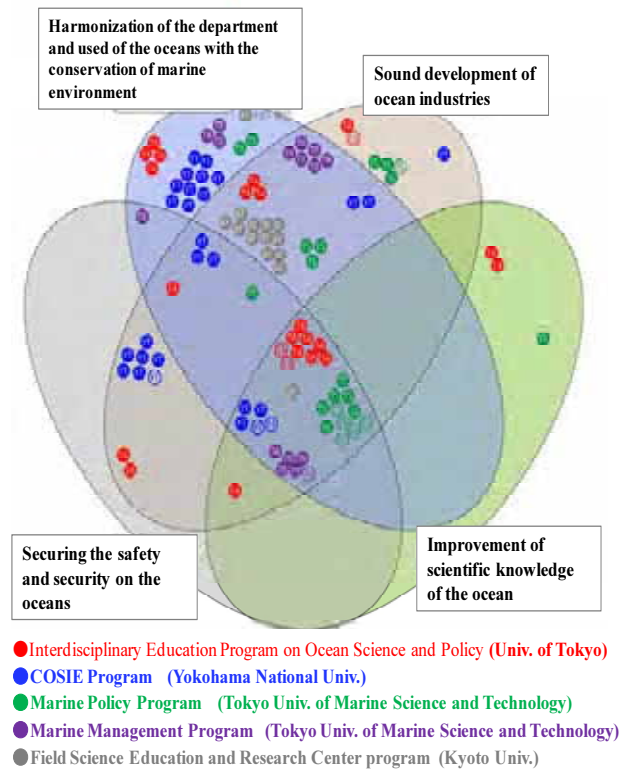 Harmonization of the department
and used of the oceans with the
conservation of marine
environment
Sound development of
ocean industries
Securing the safety
and security on the
oceans
Improvement of
scientific knowledge
of the ocean
Interdisciplinary Education Program on Ocean Science and Policy (Univ. of Tokyo)
COSIE Program (Yokohama National Univ.)
Marine Policy Program (Tokyo Univ. of Marine Science and Technology)
Marine Management Program (Tokyo Univ. of Marine Science and Technology)
Field Science Education and Research Center program (Kyoto Univ.)